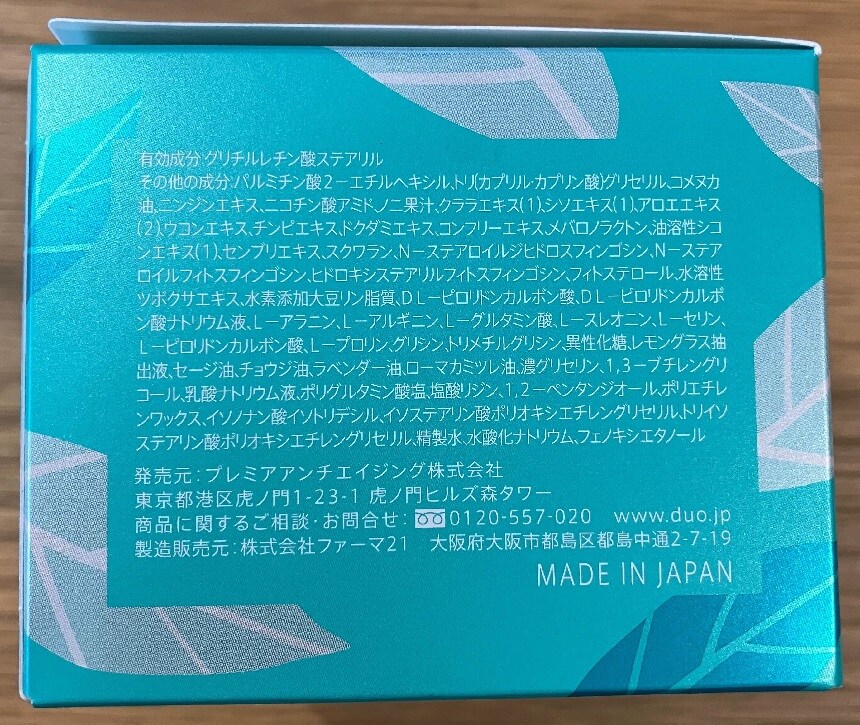 有効成分:グリチルレチン酸ステアリル
その他の成分:パルミチン酸2－エチルヘキシル、トリ(カプリル・カプリン酸)グリセリル、コメヌカ
油、ニンジンエキス、ニコチン酸アミド、ノニ果汁、クララエキス(1)、シソエキス(1)、アロエエキス
(2)、ウコンエキス、チンピエキス、ドクダミエキス、コンフリーエキス、メバロノラクトン、油溶性シコ
ンエキス(1)、センブリエキス、スクワラン、N－ステアロイルジヒドロスフィンゴシン、N－ステア
ロイルフィトスフィンゴシン、ヒドロキシステアリルフィトスフィンゴシン、フィトステロール、水溶性
ツボクサエキス、水素添加大豆リン脂質、DL－ピロリドンカルボン酸、DL－ピロリドンカルボ
ン酸ナトリウム液、L－アラニン、L－アルギニン、L－グルタミン酸、L－スレオニン、L－セリン、
L－ピロリドンカルボン酸、L－プロリン、グリシン、トリメチルグリシン、異性化糖、レモングラス抽
出液、セージ油、チョウジ油、ラベンダー油、ローマカミツレ油、濃グリセリン、1,3－ブチレングリ
コール、乳酸ナトリウム液、ポリグルタミン酸塩、塩酸リジン、1,2－ペンタンジオール、ポリエチレ
ンワックス、イソノナン酸イソトリデシル、イソステアリン酸ポリオキシエチレングリセリル、トリイソ
ステアリン酸ポリオキシエチレングリセリル、精製水、水酸化ナトリウム、フェノキシエタノール
発売元：プレミアアンチエイジング株式会社
東京都港区虎ノ門1-23-1 虎ノ門ヒルズ森タワー
商品に関するご相談・お問合せ：0120-557-020 www.duo.jp
製造販売元：株式会社ファーマ21 大阪府大阪市都島区都島中通2-7-19
MADE IN JAPAN